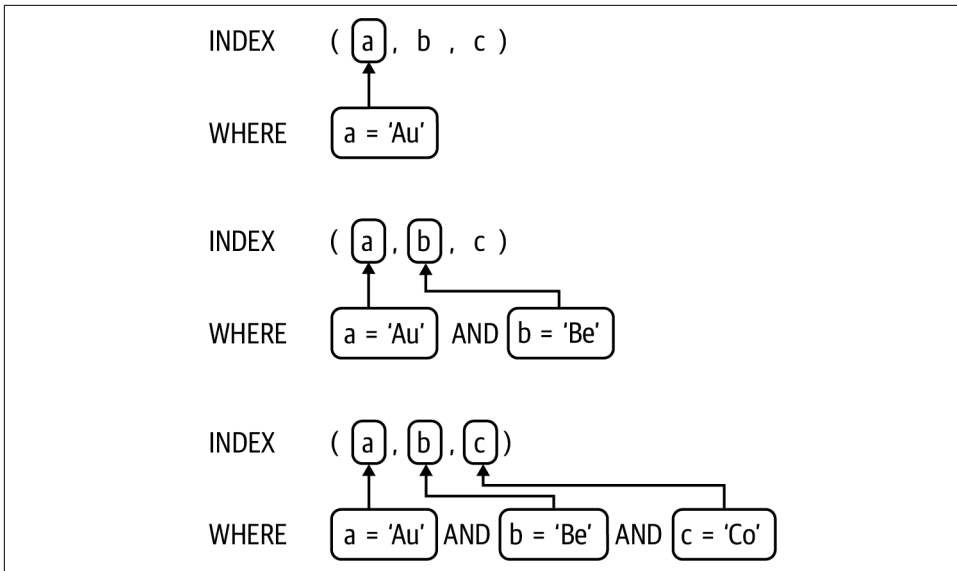 INDEX ( a , b , c )
WHERE a = 'Au'
INDEX ( a , b , c )
WHERE a = 'Au' AND b = 'Be'
INDEX ( a , b , c )
WHERE a = 'Au' AND b = 'Be' AND c = 'Co'